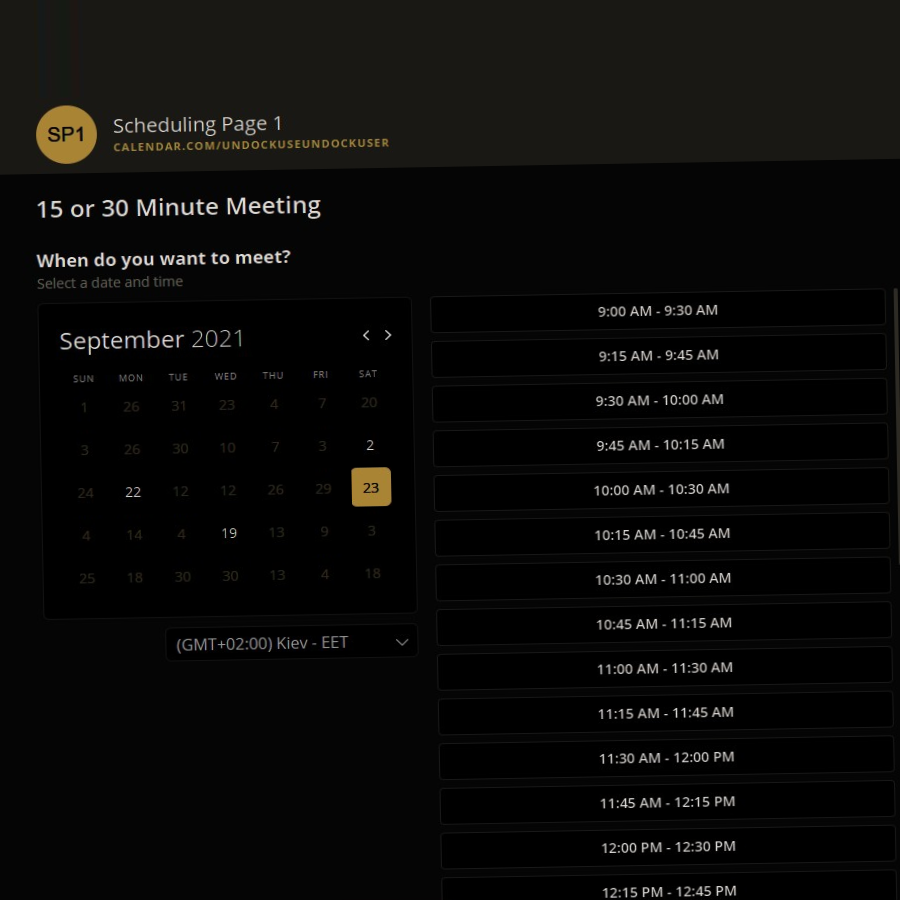 SP1
Scheduling Page 1
CALENDAR.COM/UNDOCKUSEUNDOCKUSER
15 or 30 Minute Meeting
When do you want to meet?
Select a date and time
September 2021
SUN MON TUE WED THU FRI SAT
1 26 31 23 4 7 20
3 26 30 10 7 3 2
24 22 12 12 26 29 23
4 14 4 19 13 9 3
25 18 30 30 13 4 18
(GMT+02:00) Kiev - EET
9:00 AM - 9:30 AM
9:15 AM - 9:45 AM
9:30 AM - 10:00 AM
9:45 AM - 10:15 AM
10:00 AM - 10:30 AM
10:15 AM - 10:45 AM
10:30 AM - 11:00 AM
10:45 AM - 11:15 AM
11:00 AM - 11:30 AM
11:15 AM - 11:45 AM
11:30 AM - 12:00 PM
11:45 AM - 12:15 PM
12:00 PM - 12:30 PM
12:15 PM - 12:45 PM